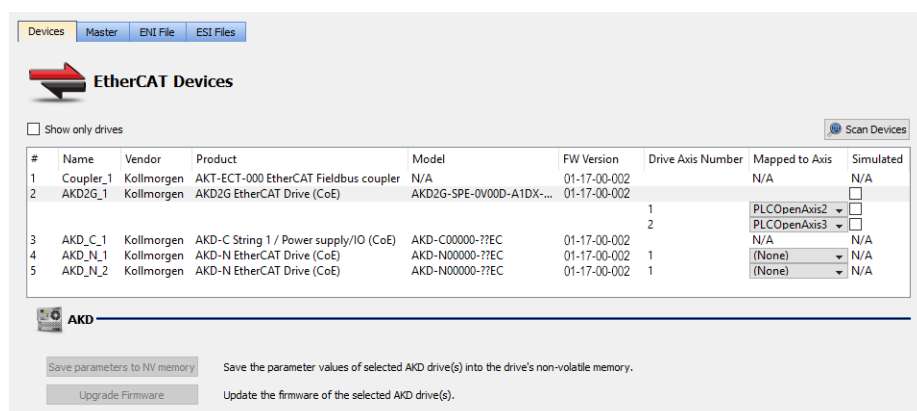 Devices Master ENI File ESI Files
EtherCAT Devices
Show only drives Scan Devices
# Name Vendor Product Model FW Version Drive Axis Number Mapped to Axis Simulated
1 Coupler_1 Kollmorgen AKT-ECT-000 EtherCAT Fieldbus coupler N/A 01-17-00-002 N/A N/A
2 AKD2G_1 Kollmorgen AKD2G EtherCAT Drive (CoE) AKD2G-SPE-0V00D-A1DX-... 01-17-00-002
1 PLCOpenAxis2
2 PLCOpenAxis3
3 AKD_C_1 Kollmorgen AKD-C String 1 / Power supply/IO (CoE) AKD-C00000-??EC 01-17-00-002 N/A N/A
4 AKD_N_1 Kollmorgen AKD-N EtherCAT Drive (CoE) AKD-N00000-??EC 01-17-00-002 1 (None) N/A
5 AKD_N_2 Kollmorgen AKD-N EtherCAT Drive (CoE) AKD-N00000-??EC 01-17-00-002 1 (None) N/A
AKD
Save parameters to NV memory Save the parameter values of selected AKD drive(s) into the drive's non-volatile memory.
Upgrade Firmware Update the firmware of the selected AKD drive(s).